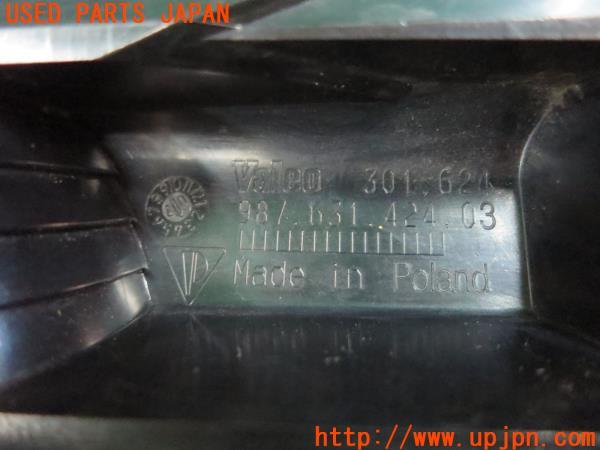 USED PARTS JAPAN
Valeo 301.624
987.631.424.03
Made in Poland
http://www.upjpn.com